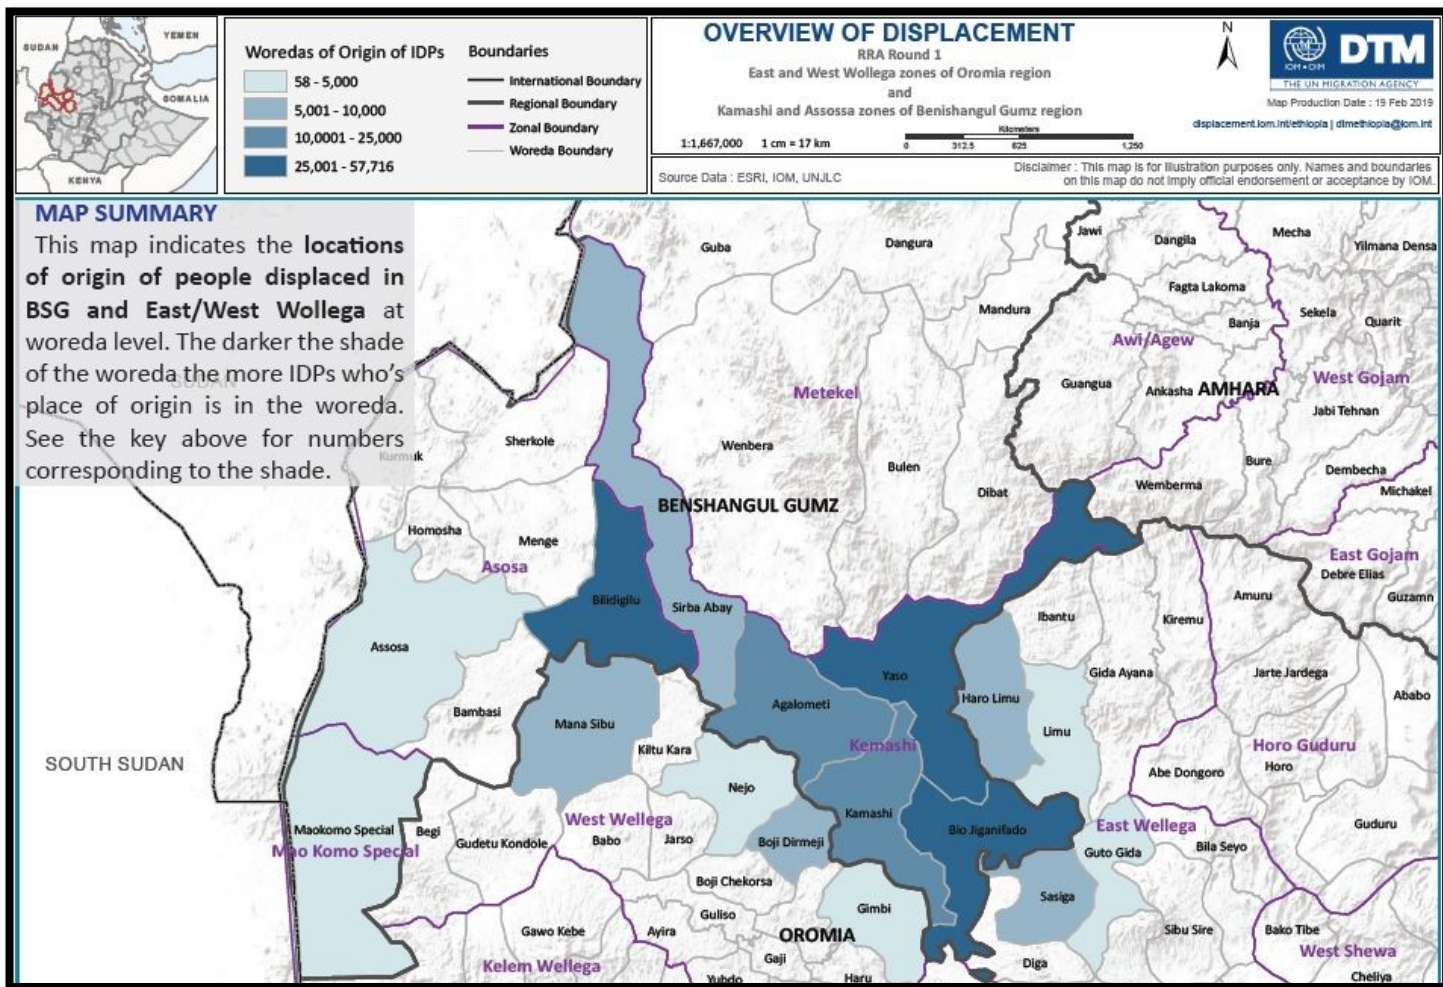 SUDAN
YEMEN
SOMALIA
KENYA
Woredas of Origin of IDPs
58 - 5,000
5,001 - 10,000
10,0001 - 25,000
25,001 - 57,716
Boundaries
International Boundary
Regional Boundary
Zonal Boundary
Woreda Boundary
OVERVIEW OF DISPLACEMENT
RRA Round 1
East and West Wollega zones of Oromia region
and
Kamashi and Assossa zones of Benishangul Gumz region
1:1,667,000 1 cm = 17 km
Kilometers
0 312.5 625 1,250
N
IOM • OIM
DTM
THE UN MIGRATION AGENCY
Map Production Date : 19 Feb 2019
displacement.iom.int/ethiopia | dtmethiopia@iom.int
Source Data : ESRI, IOM, UNJLC
Disclaimer : This map is for illustration purposes only. Names and boundaries
on this map do not imply official endorsement or acceptance by IOM.
MAP SUMMARY
This map indicates the locations
of origin of people displaced in
BSG and East/West Wollega at
woreda level. The darker the shade
of the woreda the more IDPs who's
place of origin is in the woreda.
See the key above for numbers
corresponding to the shade.
SUDAN
Kurmuk
Guba
Dangura
Jawi
Dangila
Mecha
Yilmana Densa
Fagta Lakoma
Mandura
Banja
Sekela
Quarit
Awi/Agew
Guangua
Ankasha
AMHARA
West Gojam
Jabi Tehnan
Metekel
Sherkole
Wenbera
Bulen
Bure
Dembecha
Dibat
Wemberma
Michakel
BENSHANGUL GUMZ
Homosha
Menge
Asosa
East Gojam
Debre Elias
Guzamn
Bilidigilu
Sirba Abay
Ibantu
Kiremu
Amuru
Assosa
Yaso
Gida Ayana
Jarte Jardega
Ababo
Agalometi
Haro Limu
Bambasi
Mana Sibu
Kiltu Kara
Kemashi
Limu
Horo Guduru
Horo
SOUTH SUDAN
Abe Dongoro
Nejo
Kamashi
Maokomo Special
Begi
Mao Komo Special
Gudetu Kondole
West Wellega
Babo
Jarso
Boji Dirmeji
Bio Jiganifado
East Wellega
Guduru
Guto Gida
Bila Seyo
Boji Chekorsa
Gimbi
Sasiga
Guliso
Gawo Kebe
Ayira
OROMIA
Sibu Sire
Bako Tibe
West Shewa
Kelem Wellega
Gaji
Diga
Yubdo
Haru
Cheliya